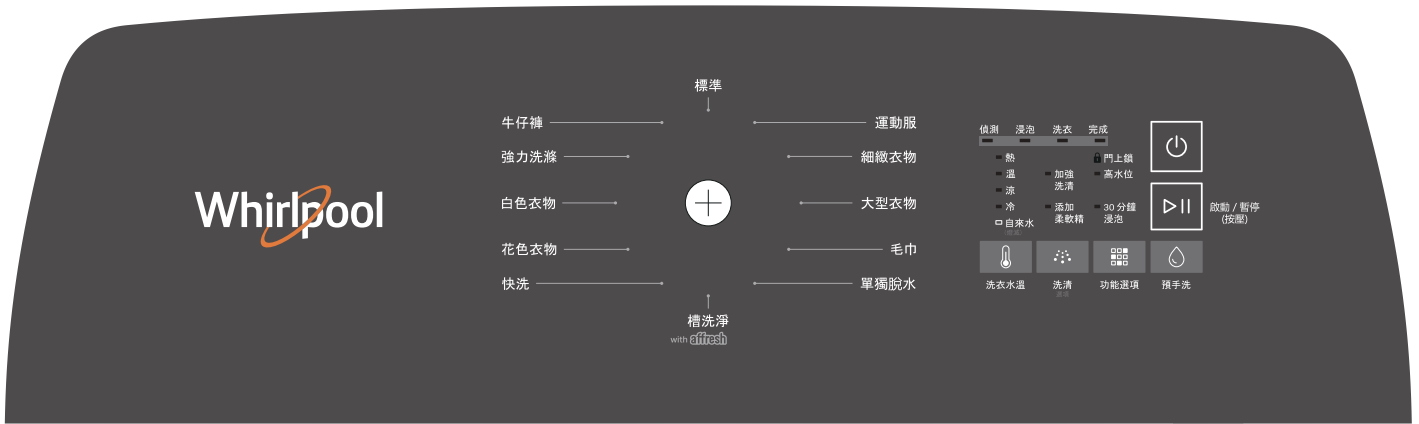 Whirlpool
標準
牛仔褲
強力洗滌
白色衣物
花色衣物
快洗
運動服
細緻衣物
大型衣物
毛巾
單獨脫水
槽洗淨
with affresh
偵測 浸泡 洗衣 完成
熱
溫
涼
冷
自來水
加強
洗清
添加
柔軟精
門上鎖
高水位
30 分鐘
浸泡
洗衣水溫
洗清
選項
功能選項
預手洗
啟動 / 暫停
(按壓)